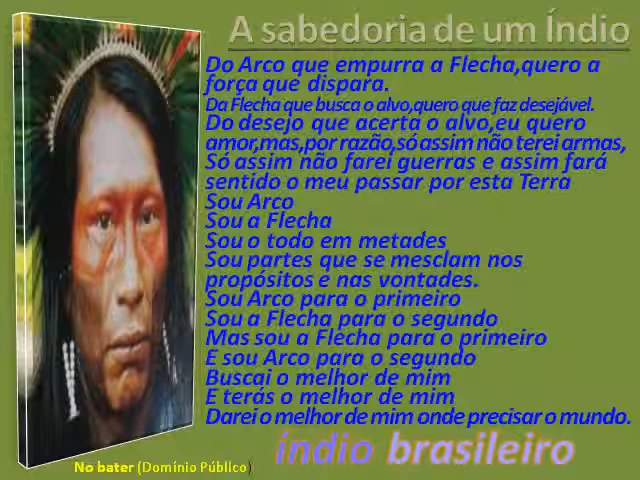 A sabedoria de um Índio
Do Arco que empurra a Flecha,quero a
força que dispara.
Da Flecha que busca o alvo,quero que faz desejável.
Do desejo que acerta o alvo,eu quero
amor,mas,por razão,só assim não terei armas,
Só assim não farei guerras e assim fará
sentido o meu passar por esta Terra
Sou Arco
Sou a Flecha
Sou o todo em metades
Sou partes que se mesclam nos
propósitos e nas vontades.
Sou Arco para o primeiro
Sou a Flecha para o segundo
Mas sou a Flecha para o primeiro
E sou Arco para o segundo
Buscai o melhor de mim
E terás o melhor de mim
Darei o melhor de mim onde precisar o mundo.
índio brasileiro
No bater (Domínio Público)